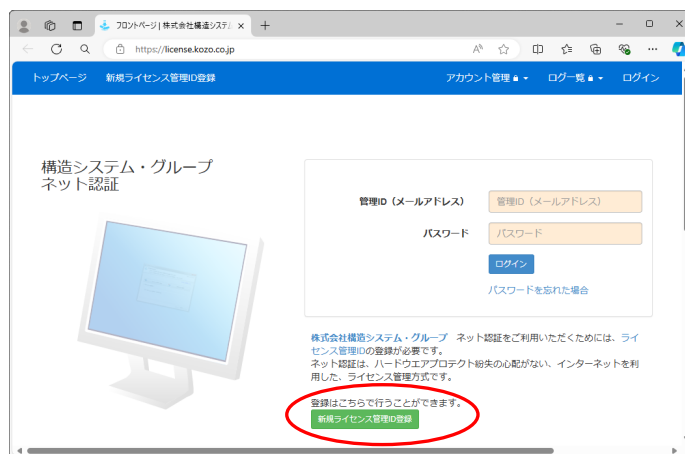 フロントページ | 株式会社構造システム
https://license.kozo.co.jp
トップページ 新規ライセンス管理ID登録 アカウント管理 ログ一覧 ログイン
構造システム・グループ
ネット認証
管理ID（メールアドレス） 管理ID（メールアドレス）
パスワード パスワード
ログイン
パスワードを忘れた場合
株式会社構造システム・グループ ネット認証をご利用いただくためには、ライ
センス管理IDの登録が必要です。
ネット認証は、ハードウエアプロテクト紛失の心配がない、インターネットを利
用した、ライセンス管理方式です。
登録はこちらで行うことができます。
新規ライセンス管理ID登録